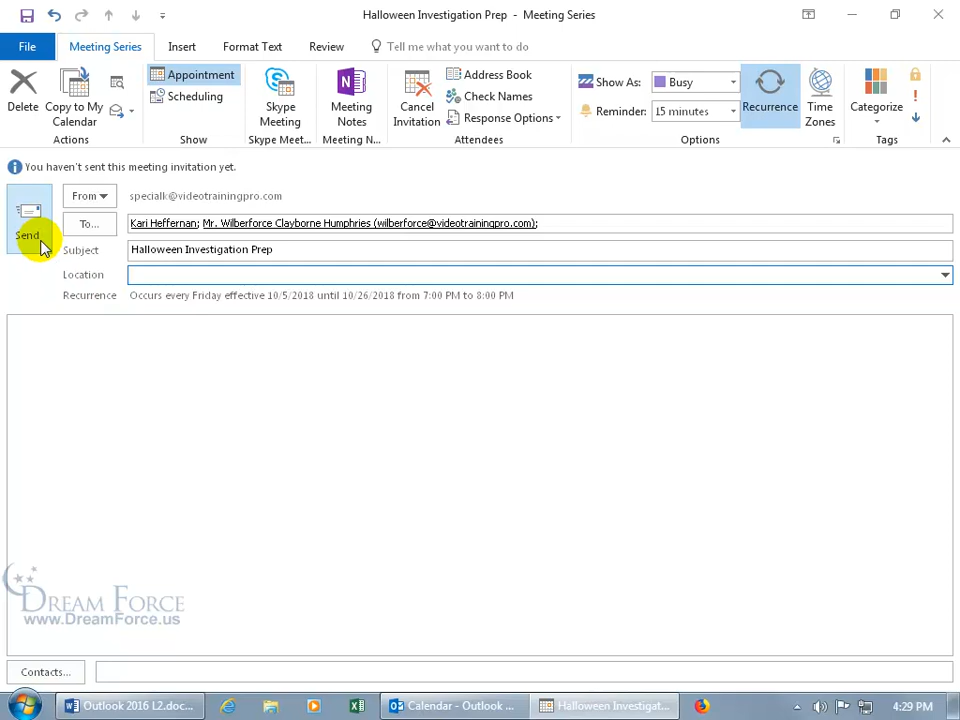 Halloween Investigation Prep - Meeting Series
File Meeting Series Insert Format Text Review Tell me what you want to do
Delete
Copy to My Calendar
Actions
Appointment
Scheduling
Show
Skype Meeting
Skype Meet...
Meeting Notes
Meeting N...
Cancel Invitation
Address Book
Check Names
Response Options
Attendees
Show As: Busy
Reminder: 15 minutes
Recurrence
Time Zones
Options
Categorize
Tags
You haven't sent this meeting invitation yet.
Send
From specialk@videotrainingpro.com
To... Kari Heffernan; Mr. Wilberforce Clayborne Humphries (wilberforce@videotrainingpro.com);
Subject Halloween Investigation Prep
Location
Recurrence Occurs every Friday effective 10/5/2018 until 10/26/2018 from 7:00 PM to 8:00 PM
DREAM FORCE
www.DreamForce.us
Contacts...
Outlook 2016 L2.doc... Calendar - Outlook ... Halloween Investigat... 4:29 PM